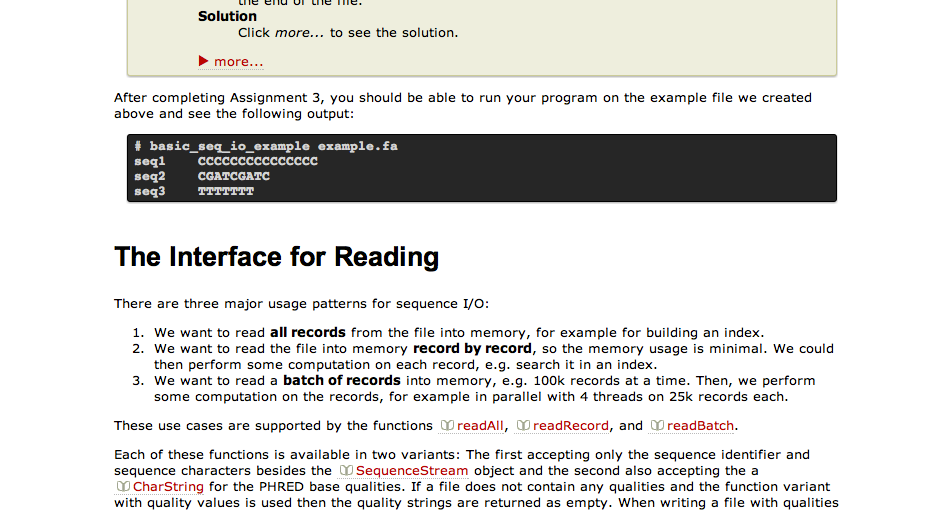 the end of the file.
Solution
Click more... to see the solution.
more...
After completing Assignment 3, you should be able to run your program on the example file we created
above and see the following output:
# basic_seq_io_example example.fa
seq1    CCCCCCCCCCCCCCC
seq2    CGATCGATC
seq3    TTTTTTT
The Interface for Reading
There are three major usage patterns for sequence I/O:
1. We want to read all records from the file into memory, for example for building an index.
2. We want to read the file into memory record by record, so the memory usage is minimal. We could
then perform some computation on each record, e.g. search it in an index.
3. We want to read a batch of records into memory, e.g. 100k records at a time. Then, we perform
some computation on the records, for example in parallel with 4 threads on 25k records each.
These use cases are supported by the functions readAll, readRecord, and readBatch.
Each of these functions is available in two variants: The first accepting only the sequence identifier and
sequence characters besides the SequenceStream object and the second also accepting the a
CharString for the PHRED base qualities. If a file does not contain any qualities and the function variant
with quality values is used then the quality strings are returned as empty. When writing a file with qualities